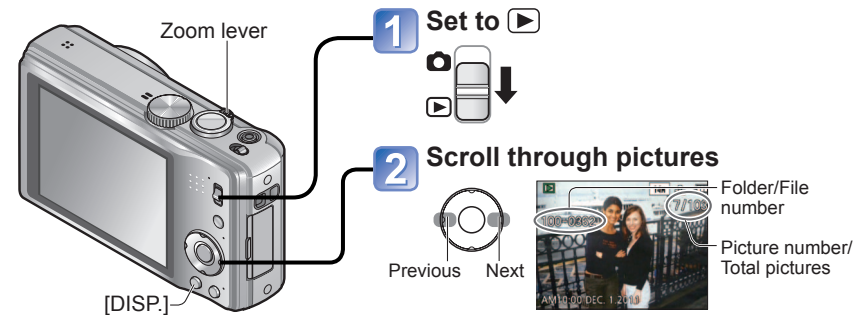 Zoom lever
[DISP.]
1 Set to
2 Scroll through pictures
Previous Next
100-0362
7/109
AM10:00 DEC. 1.2011
Folder/File
number
Picture number/
Total pictures